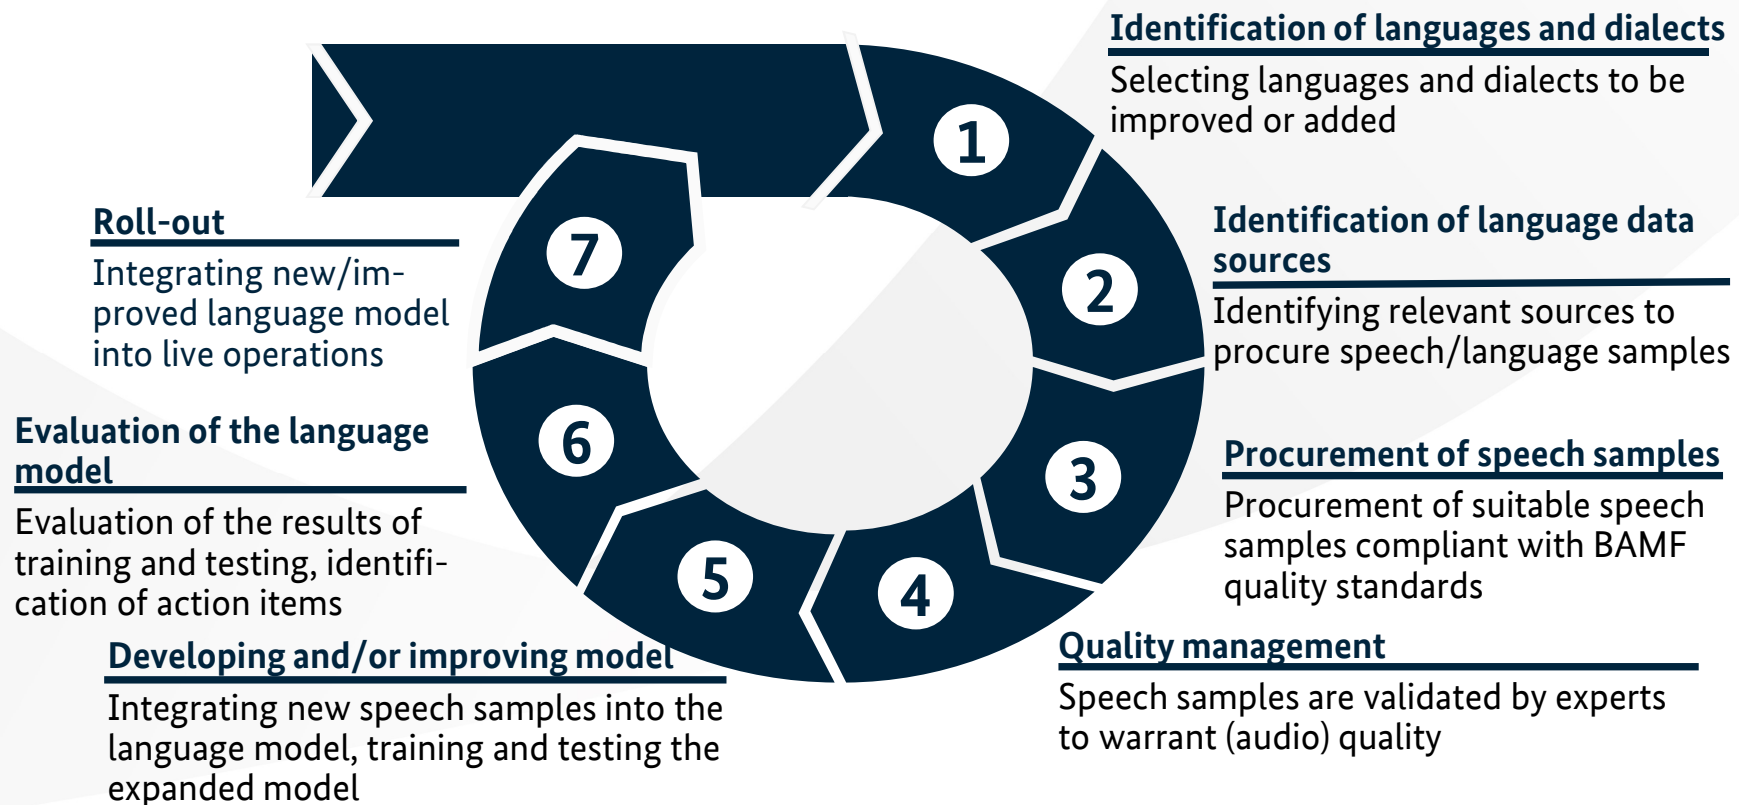 1
Identification of languages and dialects
Selecting languages and dialects to be
improved or added
2
Identification of language data
sources
Identifying relevant sources to
procure speech/language samples
3
Procurement of speech samples
Procurement of suitable speech
samples compliant with BAMF
quality standards
4
Quality management
Speech samples are validated by experts
to warrant (audio) quality
5
Developing and/or improving model
Integrating new speech samples into the
language model, training and testing the
expanded model
6
Evaluation of the language
model
Evaluation of the results of
training and testing, identifi-
cation of action items
7
Roll-out
Integrating new/im-
proved language model
into live operations